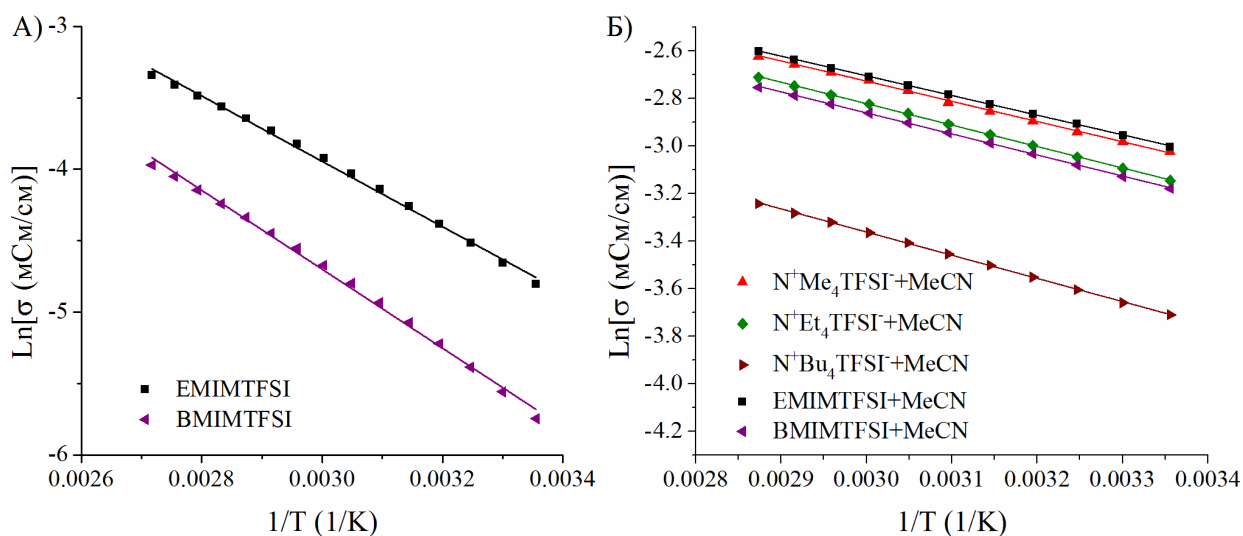 А)
Ln[σ (мСм/см)]
-3
-4
-5
-6
EMIMTFSI
BMIMTFSI
0.0026 0.0028 0.0030 0.0032 0.0034
1/T (1/K)
Б)
Ln[σ (мСм/см)]
-2.6
-2.8
-3.0
-3.2
-3.4
-3.6
-3.8
-4.0
-4.2
N⁺Me₄TFSI⁻+MeCN
N⁺Et₄TFSI⁻+MeCN
N⁺Bu₄TFSI⁻+MeCN
EMIMTFSI+MeCN
BMIMTFSI+MeCN
0.0028 0.0029 0.0030 0.0031 0.0032 0.0033 0.0034
1/T (1/K)